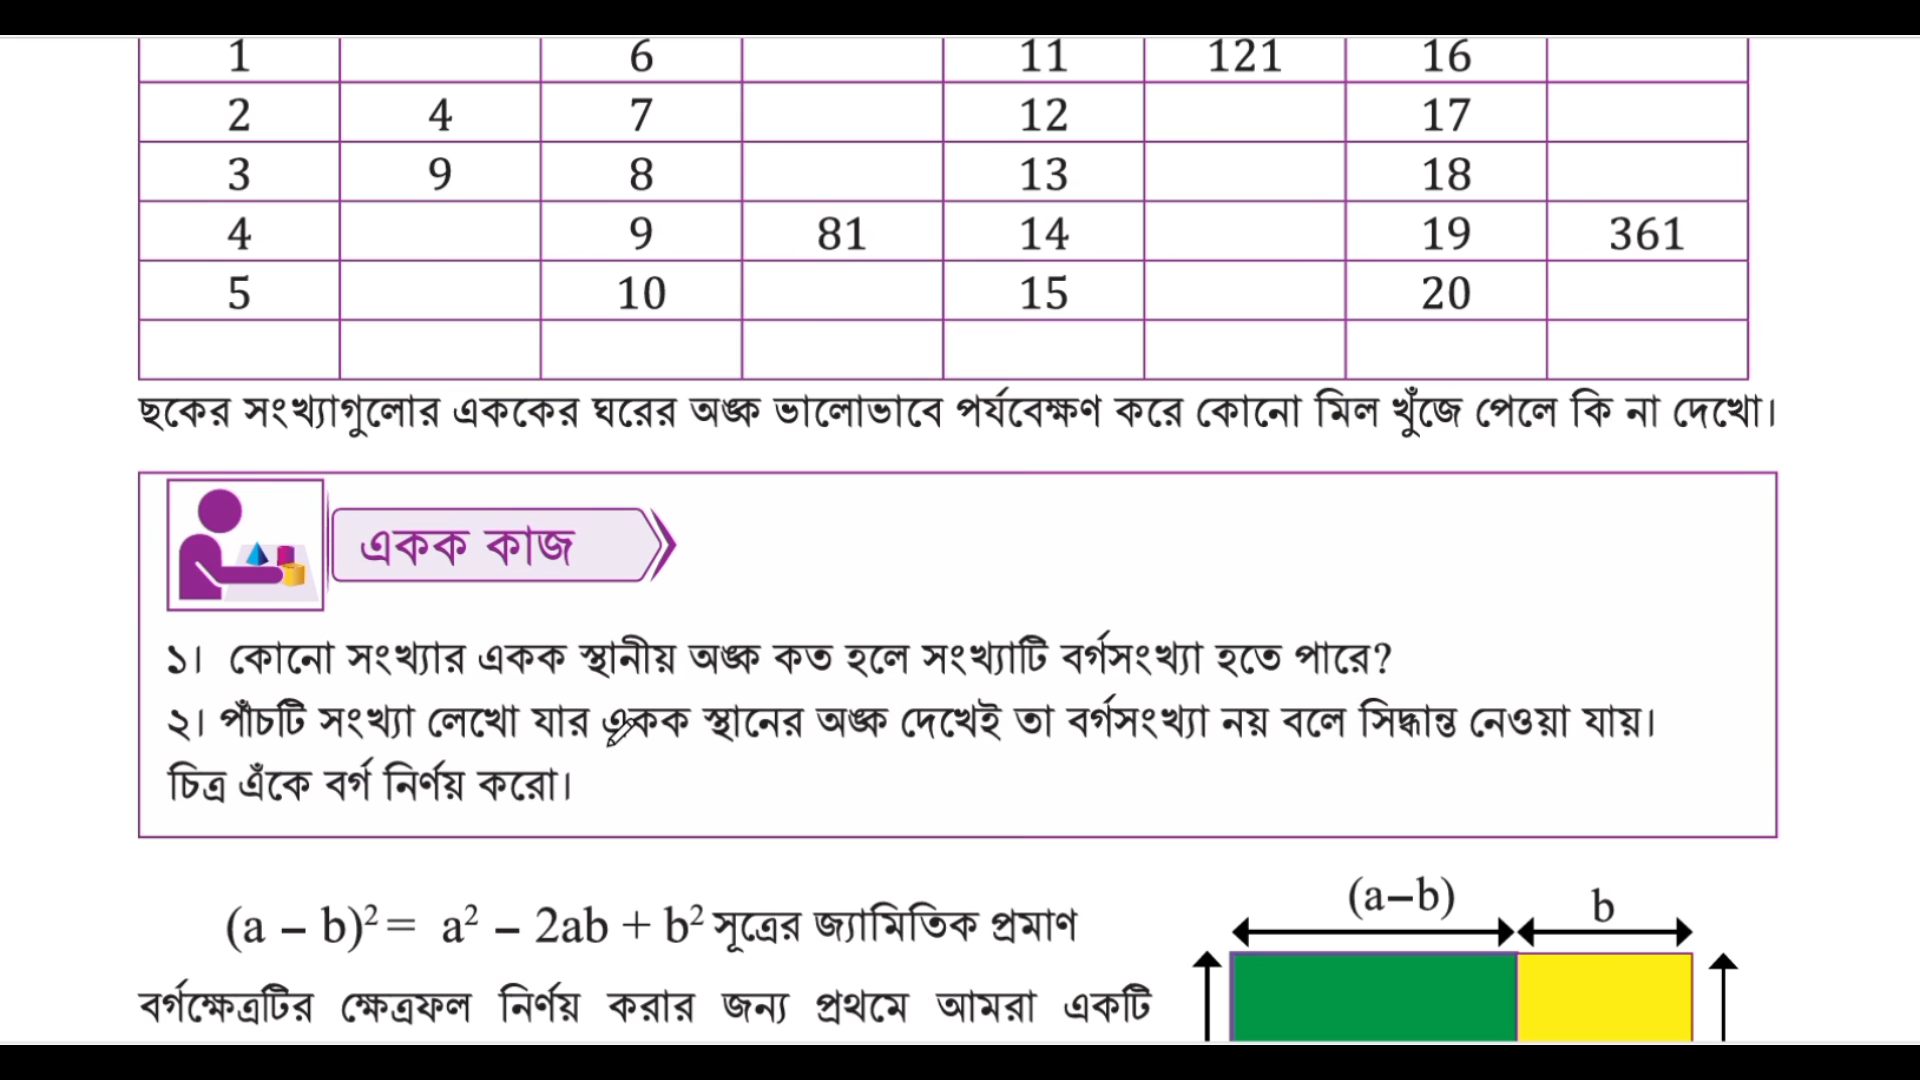 1 6 11 121 16
2 4 7 12 17
3 9 8 13 18
4 9 81 14 19 361
5 10 15 20
ছকের সংখ্যাগুলোর এককের ঘরের অঙ্ক ভালোভাবে পর্যবেক্ষণ করে কোনো মিল খুঁজে পেলে কি না দেখো।
একক কাজ
১। কোনো সংখ্যার একক স্থানীয় অঙ্ক কত হলে সংখ্যাটি বর্গসংখ্যা হতে পারে?
২। পাঁচটি সংখ্যা লেখো যার একক স্থানের অঙ্ক দেখেই তা বর্গসংখ্যা নয় বলে সিদ্ধান্ত নেওয়া যায়।
চিত্র এঁকে বর্গ নির্ণয় করো।
(a – b)² = a² – 2ab + b² সূত্রের জ্যামিতিক প্রমাণ
(a–b) b
বর্গক্ষেত্রটির ক্ষেত্রফল নির্ণয় করার জন্য প্রথমে আমরা একটি